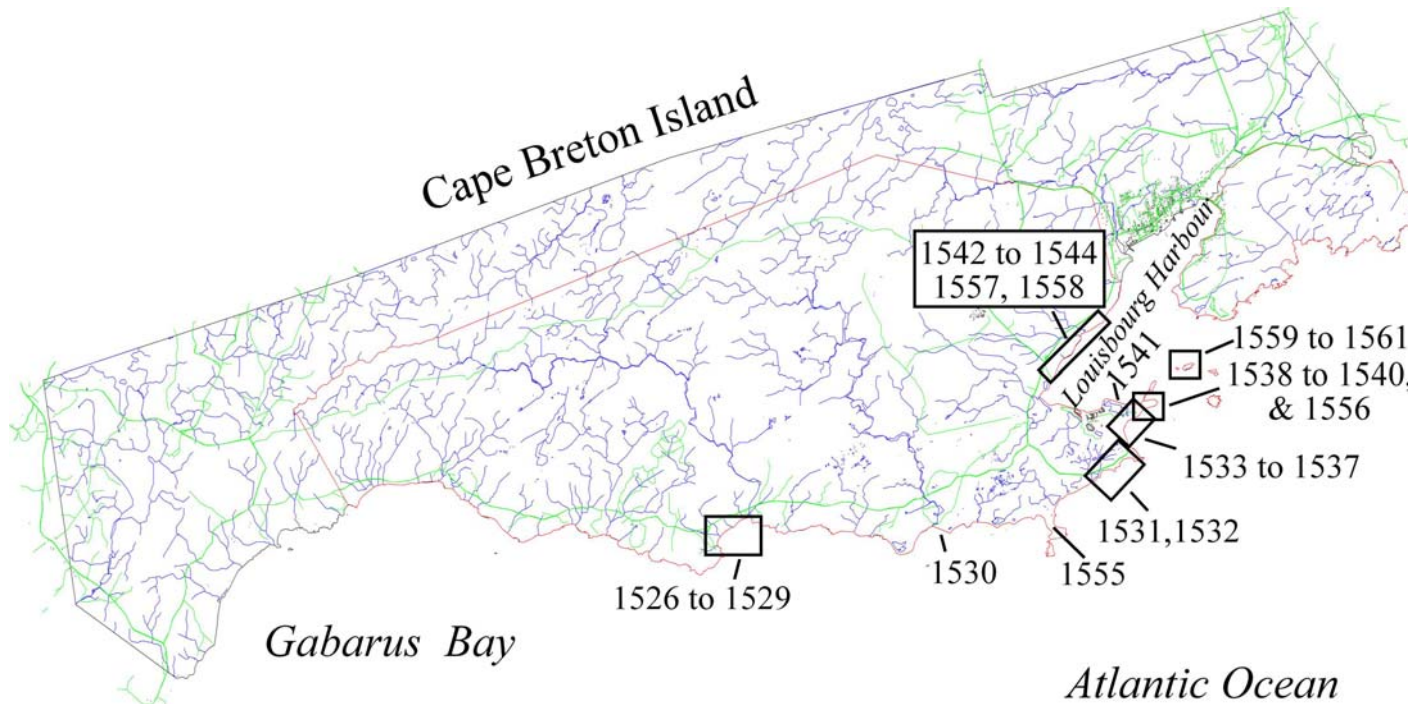 Cape Breton Island
1542 to 1544
1557, 1558
Louisbourg Harbour
1541
1559 to 1561
1538 to 1540,
& 1556
1533 to 1537
1531,1532
1530
1555
1526 to 1529
Gabarus Bay
Atlantic Ocean